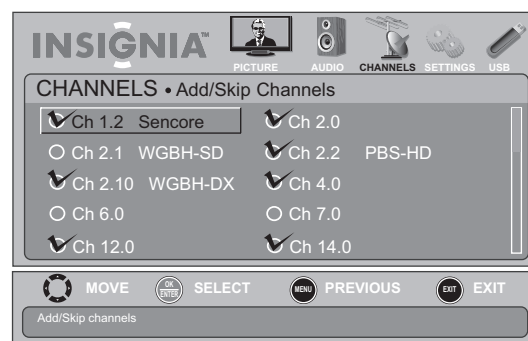 INSIGNIA™
PICTURE AUDIO CHANNELS SETTINGS USB
CHANNELS • Add/Skip Channels
Ch 1.2 Sencore Ch 2.0
Ch 2.1 WGBH-SD Ch 2.2 PBS-HD
Ch 2.10 WGBH-DX Ch 4.0
Ch 6.0 Ch 7.0
Ch 12.0 Ch 14.0
MOVE OK ENTER SELECT MENU PREVIOUS EXIT EXIT
Add/Skip channels